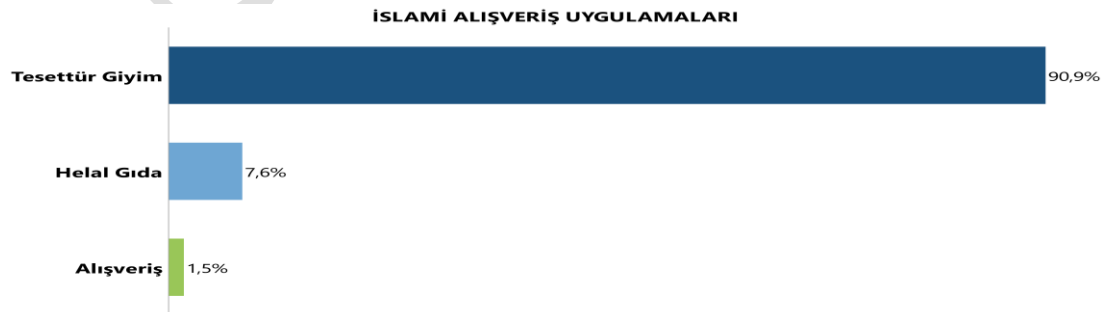 İSLAMİ ALIŞVERİŞ UYGULAMALARI
Tesettür Giyim 90,9%
Helal Gıda 7,6%
Alışveriş 1,5%